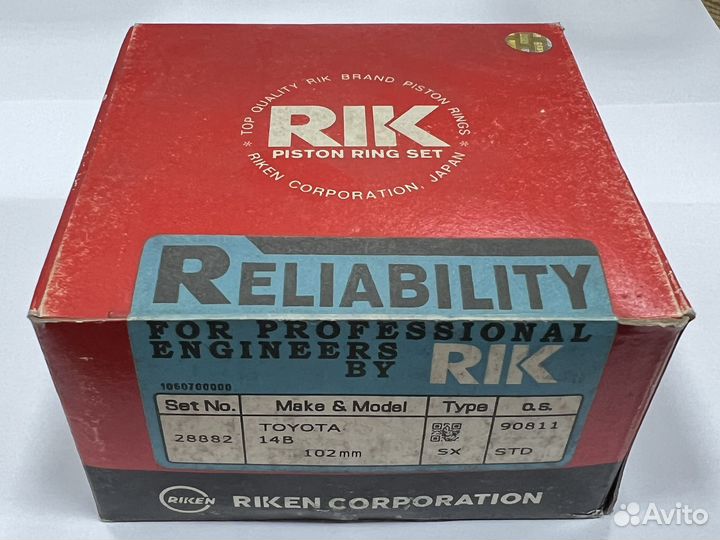 * TOP QUALITY RIK BRAND PISTON RINGS *
RIK
PISTON RING SET
RIKEN CORPORATION, JAPAN
RELIABILITY
FOR PROFESSIONAL
ENGINEERS
BY RIK
1060700000
Set No. Make & Model Type o.s.
TOYOTA 90811
28882 14B
102mm SX STD
RIKEN RIKEN CORPORATION
Avito